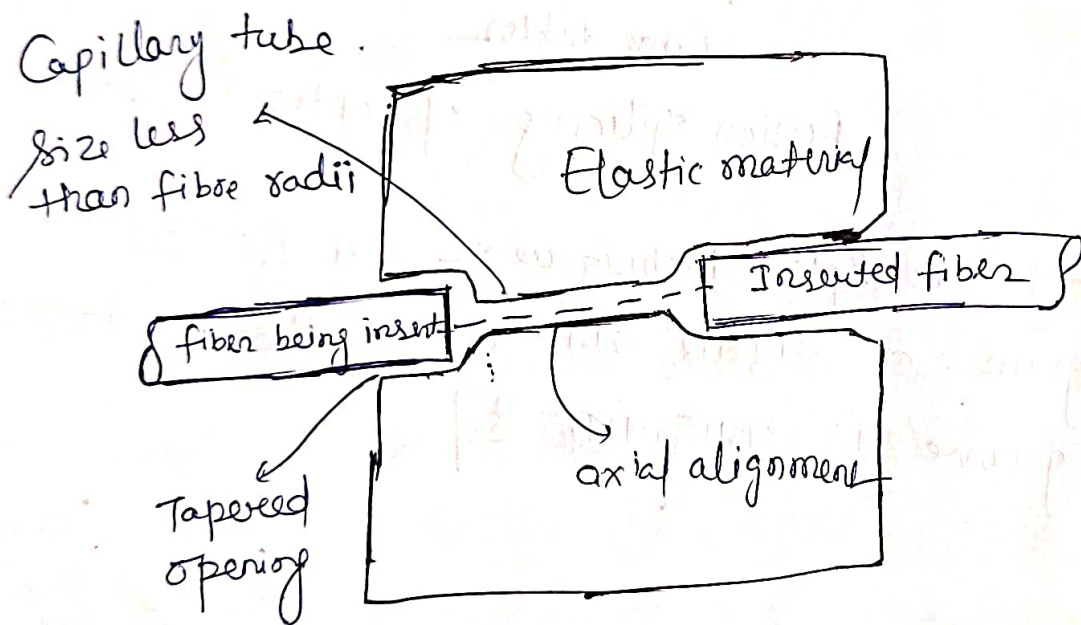 Capillary tube.
size less
than fibre radii
Elastic material
Inserted fiber
fiber being insert
axial alignment
Tapered
opening